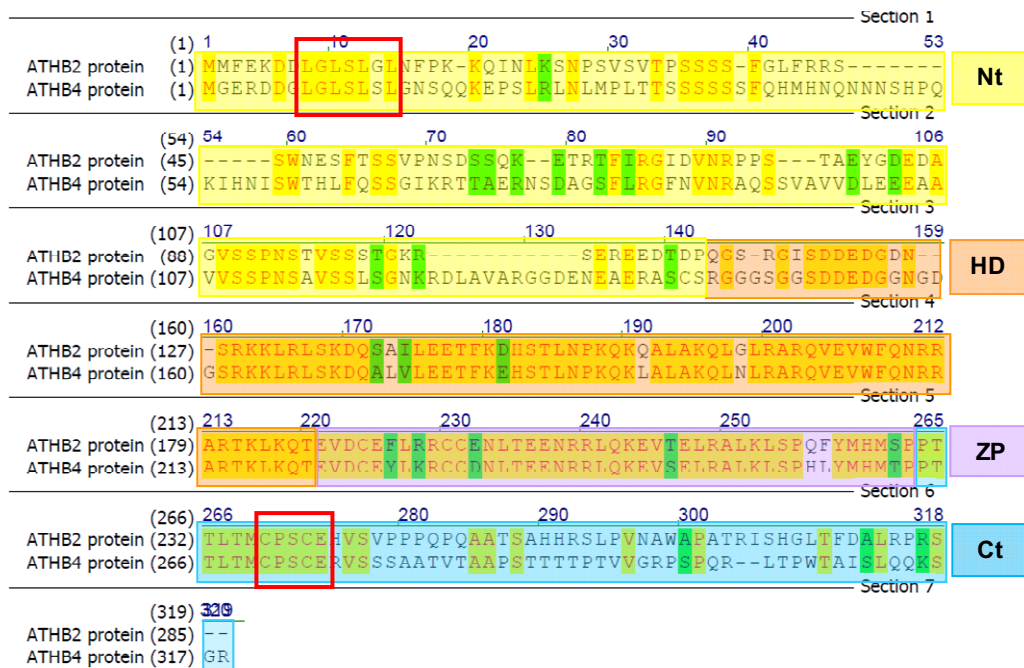 Section 1
(1) 1 10 20 30 40 53
ATHB2 protein (1) MMFEKDDLGLSLGLNFPK-KQINLKSNPSVSVTPSSSS-FGLFRRS-------
Nt
ATHB4 protein (1) MGERDDGLGLSLSLGNSQQKEPSLRLNLMPLTTSSSSSSFQHMHNQNNNSHPQ
Section 2
(54) 54 60 70 80 90 106
ATHB2 protein (45) -----SWNESFTSSVPNSDSSQK--ETRTFIRGIDVNRPPS---TAEYGDEDA
ATHB4 protein (54) KIHNISWTHLFQSSGIKRTTAERNSDAGSFLRGFNVNRAQSSVAVVDLEEEAA
Section 3
(107) 107 120 130 142 159
ATHB2 protein (88) GVSSPNSTVSSSTGKR-----------SEREEDTDPQGS-RGISDDEDGDN--
HD
ATHB4 protein (107) VVSSPNSAVSSLSGNKRDLAVARGGDENEAERASCSRGGGSGGSDDEDGGNGD
Section 4
(160) 160 170 180 190 200 212
ATHB2 protein (127) -SRKKLRLSKDQSAILEETFKDHSTLNPKQKQALAKQLGLRARQVEVWFQNRR
ATHB4 protein (160) GSRKKLRLSKDQALVLEETFKEHSTLNPKQKLALAKQLNLRARQVEVWFQNRR
Section 5
(213) 213 220 230 240 250 265
ATHB2 protein (179) ARTKLKQTEVDCEFLRRCCENLTEENRRLQKEVTELRALKLSPQFYMHMSPPT
ZP
ATHB4 protein (213) ARTKLKQTEVDCEYLKRCCDNLTEENRRLQKEVSELRALKLSPHLYMHMTPPT
Section 6
(266) 266 280 290 300 318
ATHB2 protein (232) TLTMCPSCEHVSVPPPQPQAATSAHHRSLPVNAWAPATRISHGLTFDALRPRS
Ct
ATHB4 protein (266) TLTMCPSCERVSSSAATVTAAPSTTTTPTVVGRPSPQR--LTPWTAISLQQKS
Section 7
(319) 319
ATHB2 protein (285) --
ATHB4 protein (317) GR